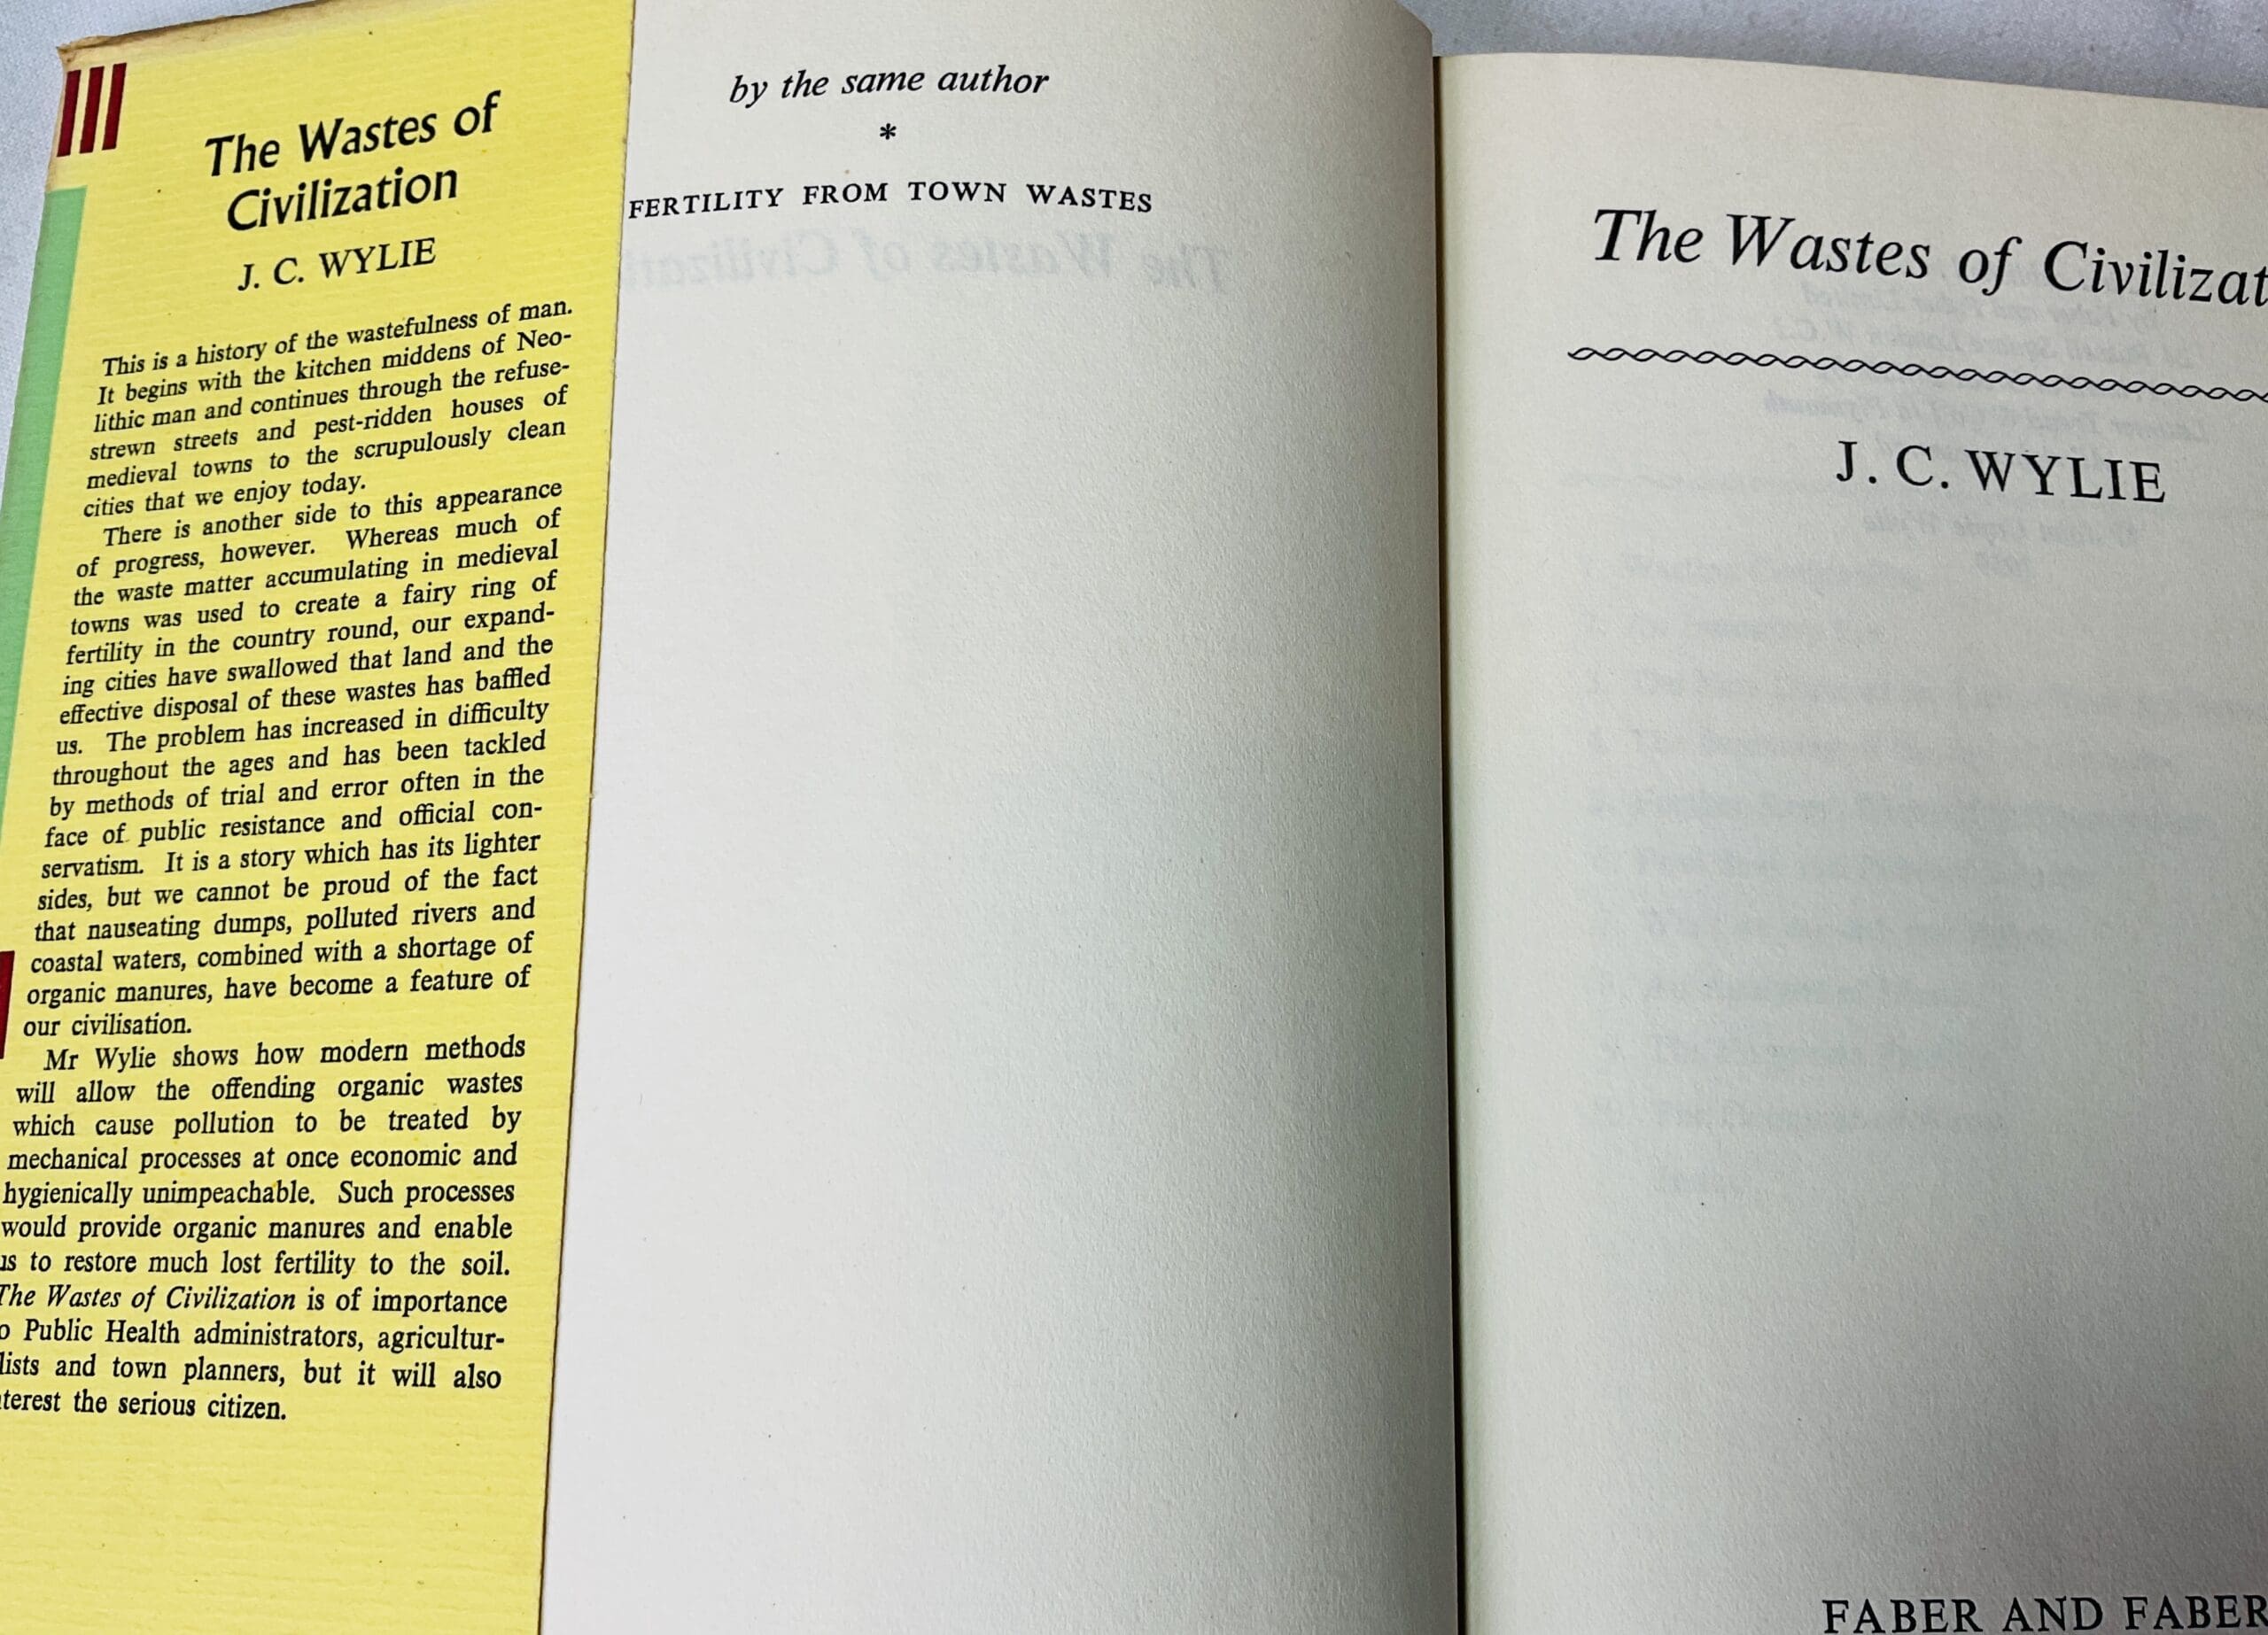 The Wastes of
Civilization
J. C. WYLIE
This is a history of the wastefulness of man.
It begins with the kitchen middens of Neo-
lithic man and continues through the refuse-
strewn streets and pest-ridden houses of
medieval towns to the scrupulously clean
cities that we enjoy today.
There is another side to this appearance
of progress, however. Whereas much of
the waste matter accumulating in medieval
towns was used to create a fairy ring of
fertility in the country round, our expand-
ing cities have swallowed that land and the
effective disposal of these wastes has baffled
us. The problem has increased in difficulty
throughout the ages and has been tackled
by methods of trial and error often in the
face of public resistance and official con-
servatism. It is a story which has its lighter
sides, but we cannot be proud of the fact
that nauseating dumps, polluted rivers and
coastal waters, combined with a shortage of
organic manures, have become a feature of
our civilisation.
Mr Wylie shows how modern methods
will allow the offending organic wastes
which cause pollution to be treated by
mechanical processes at once economic and
hygienically unimpeachable. Such processes
would provide organic manures and enable
us to restore much lost fertility to the soil.
The Wastes of Civilization is of importance
o Public Health administrators, agricultur-
lists and town planners, but it will also
terest the serious citizen.
by the same author
*
FERTILITY FROM TOWN WASTES
The Wastes of Civilizat
J. C. WYLIE
FABER AND FABER